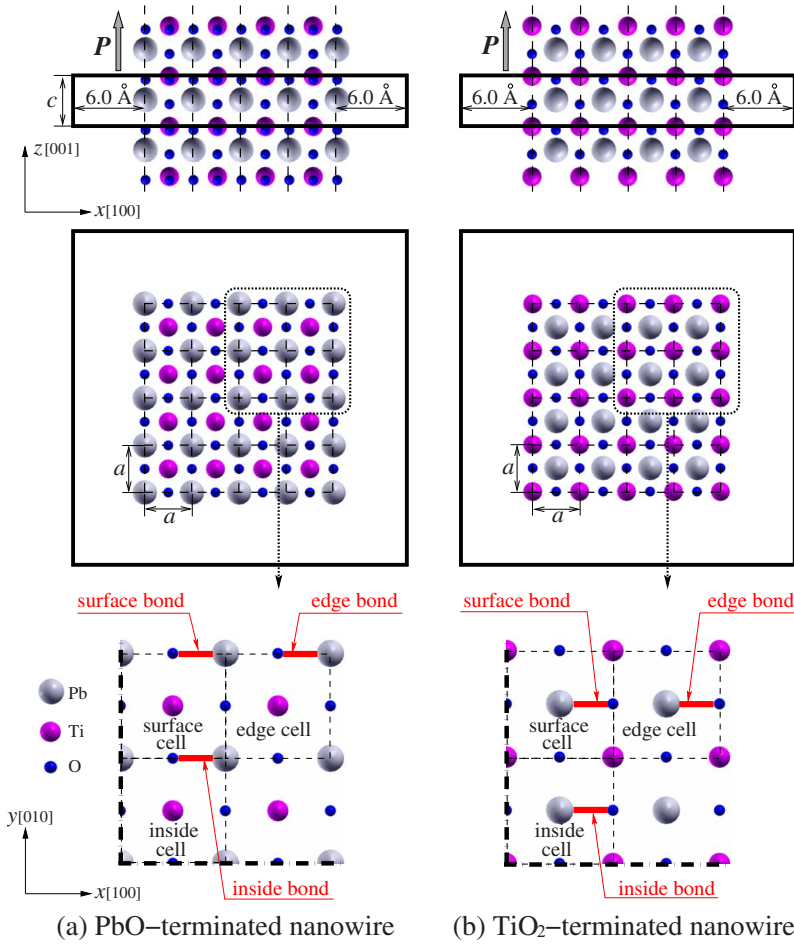 P
P
c
6.0 Å
6.0 Å
6.0 Å
6.0 Å
z[001]
x[100]
a
a
a
a
surface bond
edge bond
surface bond
edge bond
Pb
Ti
O
surface
cell
edge cell
surface
cell
edge cell
inside
cell
inside
cell
y[010]
x[100]
inside bond
inside bond
(a) PbO−terminated nanowire
(b) TiO2−terminated nanowire